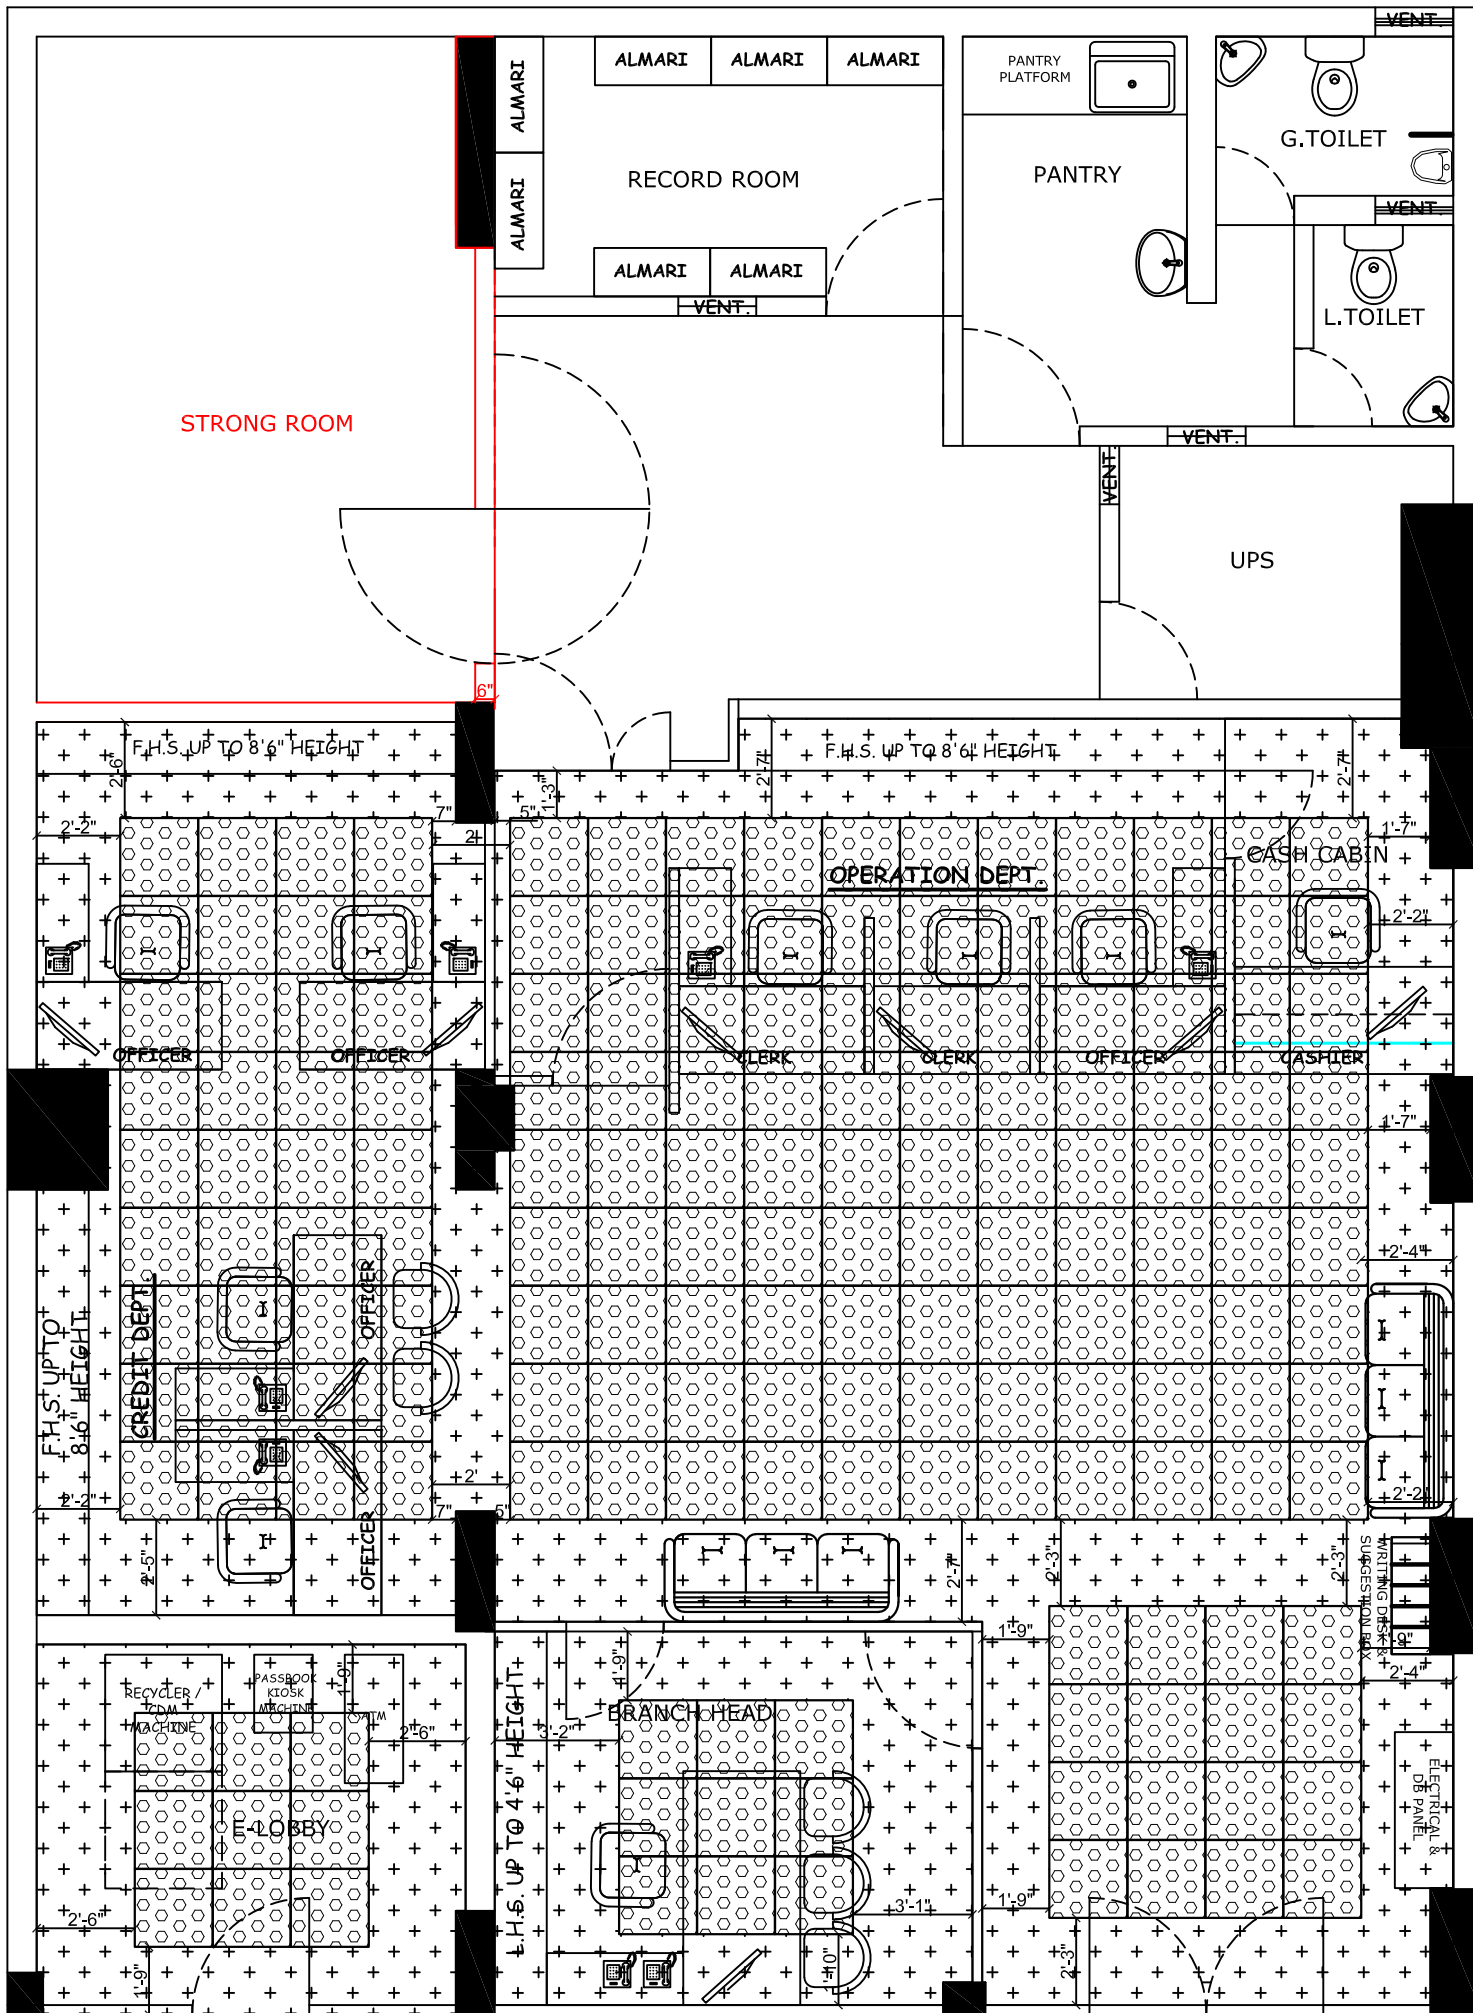 VENT.
ALMARI
ALMARI
ALMARI
ALMARI
ALMARI
PANTRY
PLATFORM
G.TOILET
RECORD ROOM
PANTRY
VENT.
ALMARI
ALMARI
VENT.
L.TOILET
STRONG ROOM
VENT.
VENT.
UPS
6"
F.H.S. UP TO 8'6" HEIGHT
F.H.S. UP TO 8'6" HEIGHT
2'-6"
2'-7"
2'-7"
1'-3"
7"
5"
2'-2"
2'
1'-7"
CASH CABIN
OPERATION DEPT.
2'-2"
OFFICER
OFFICER
CLERK
CLERK
OFFICER
CASHIER
1'-7"
2'-4"
F.H.S. UP TO
8'6" HEIGHT
CREDIT DEPT.
OFFICER
2'-2"
2'
7"
5"
2'-2"
OFFICER
2'-5"
2'-7"
2'-3"
2'-3"
WRITING DESK &
SUGGESTION BOX
1'-9"
1'-9"
2'-4"
RECYCLER /
CDM
MACHINE
PASSBOOK
KIOSK
MACHINE
1'-9"
ATM
2'-6"
L.H.S. UP TO 4'6" HEIGHT
1'-9"
3'-2"
BRANCH HEAD
ELECTRICAL &
DB PANEL
E-LOBBY
2'-6"
1'-9"
3'-1"
1'-10"
1'-9"
2'-3"